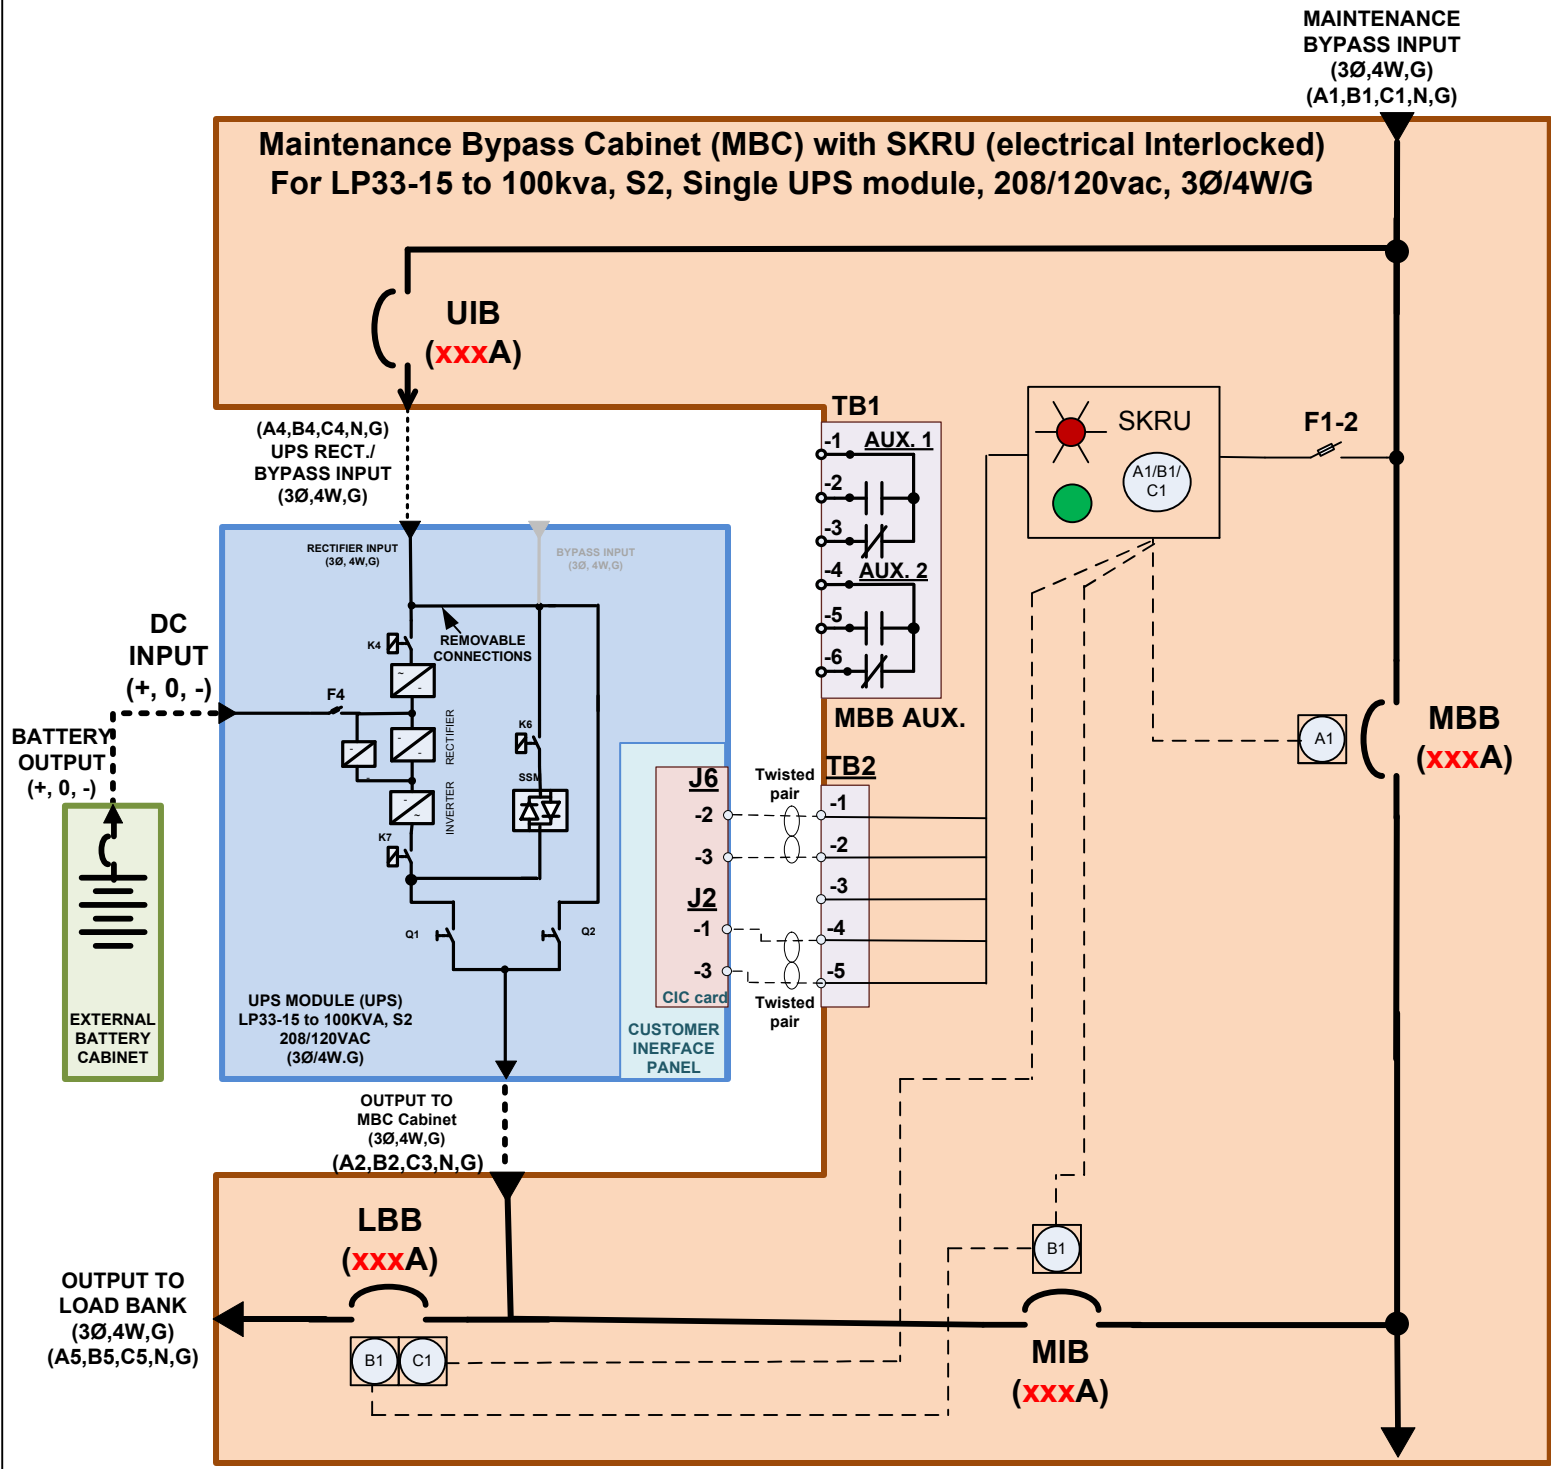 MAINTENANCE
BYPASS INPUT
(3Ø,4W,G)
(A1,B1,C1,N,G)
Maintenance Bypass Cabinet (MBC) with SKRU (electrical Interlocked)
For LP33-15 to 100kva, S2, Single UPS module, 208/120vac, 3Ø/4W/G
UIB
(xxxA)
(A4,B4,C4,N,G)
UPS RECT./
BYPASS INPUT
(3Ø,4W,G)
TB1
-1 AUX. 1
-2
-3
-4 AUX. 2
-5
-6
MBB AUX.
SKRU
A1/B1/
C1
F1-2
RECTIFIER INPUT
(3Ø, 4W,G)
BYPASS INPUT
(3Ø, 4W,G)
REMOVABLE
CONNECTIONS
K4
DC
INPUT
(+, 0, -)
F4
RECTIFIER
K6
SSM
INVERTER
K7
Q1
Q2
BATTERY
OUTPUT
(+, 0, -)
EXTERNAL
BATTERY
CABINET
A1
MBB
(xxxA)
TB2
-1
-2
-3
-4
-5
Twisted
pair
J6
-2
-3
J2
-1
-3
CIC card
Twisted
pair
CUSTOMER
INERFACE
PANEL
UPS MODULE (UPS)
LP33-15 to 100KVA, S2
208/120VAC
(3Ø/4W.G)
OUTPUT TO
MBC Cabinet
(3Ø,4W,G)
(A2,B2,C3,N,G)
LBB
(xxxA)
B1
OUTPUT TO
LOAD BANK
(3Ø,4W,G)
(A5,B5,C5,N,G)
B1
C1
MIB
(xxxA)